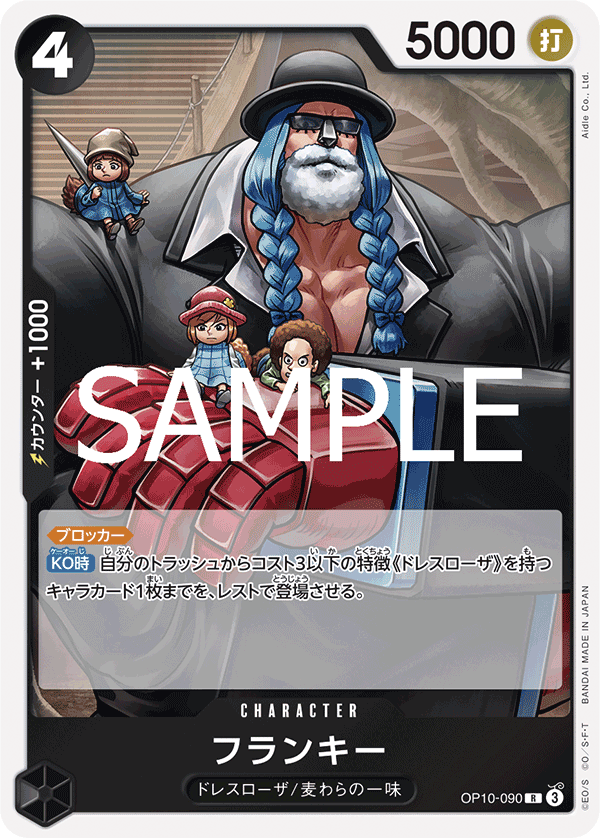 4
5000
打
Aidle Co., Ltd.
カウンター +1000
SAMPLE
ブロッカー
KO時 自分のトラッシュからコスト3以下の特徴《ドレスローザ》を持つ
キャラカード1枚までを、レストで登場させる。
CHARACTER
フランキー
ドレスローザ/麦わらの一味
OP10-090 R 3
©E.O/S ©O/S・F・T BANDAI MADE IN JAPAN